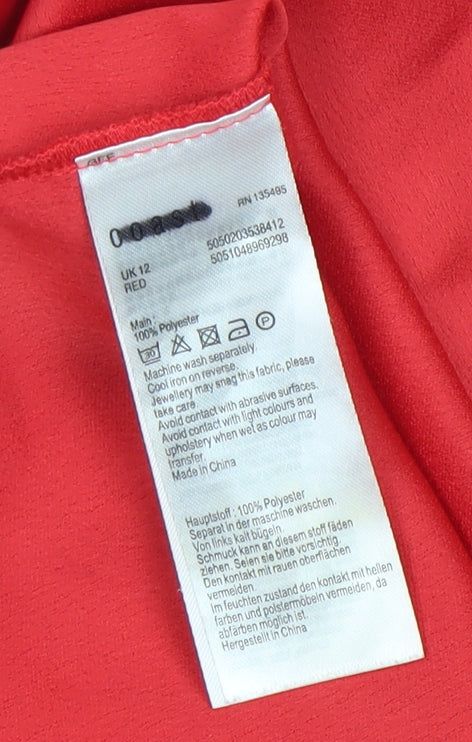 coast
RN 135485
5050203538412
5051048969298
UK 12
RED
Main :
100% Polyester
30
P
Machine wash separately.
Cool iron on reverse.
Jewellery may snag this fabric, please
take care
Avoid contact with abrasive surfaces.
Avoid contact with light colours and
upholstery when wet as colour may
transfer.
Made in China
Hauptstoff : 100% Polyester
Separat in der maschine waschen.
Von links kalt bügeln.
Schmuck kann an diesem stoff fäden
ziehen. Seien sie bitte vorsichtig.
Den kontakt mit rauen oberflächen
vermeiden.
Im feuchten zustand den kontakt mit hellen
farben und polstermöbeln vermeiden, da
abfärben möglich ist.
Hergestellt in China